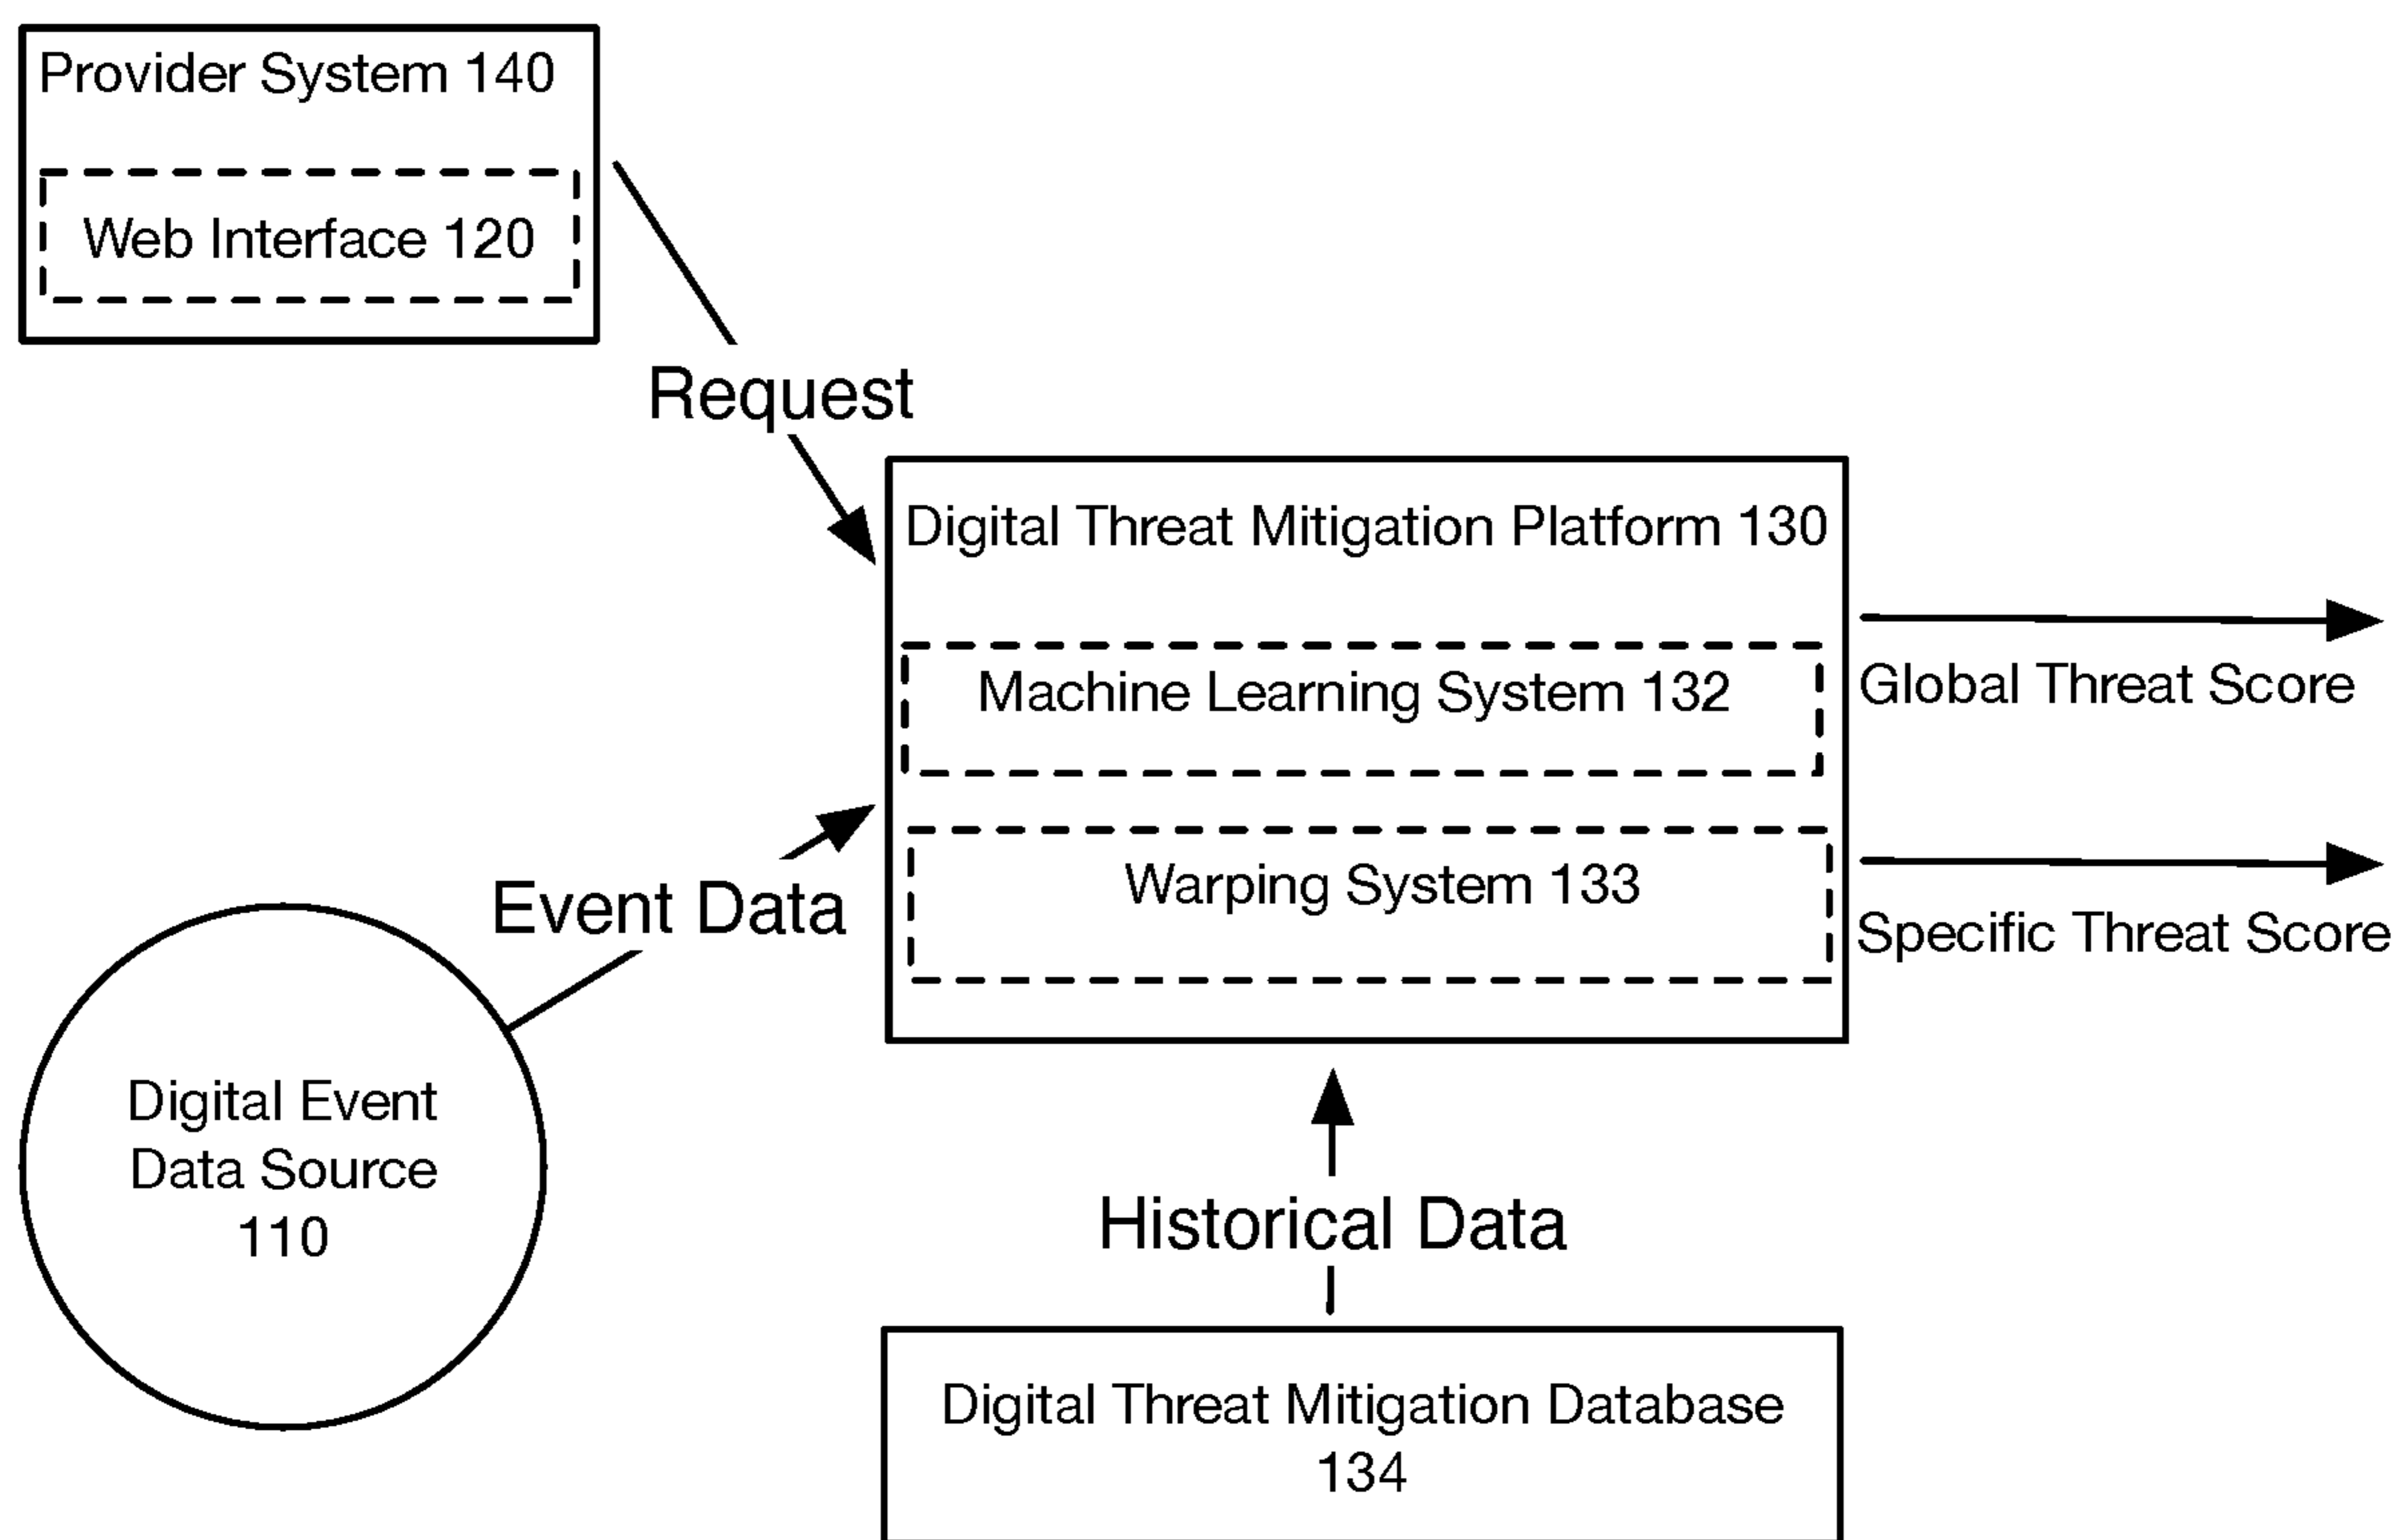 Provider System 140
Web Interface 120
Request
Digital Threat Mitigation Platform 130
Machine Learning System 132
Global Threat Score
Warping System 133
Event Data
Specific Threat Score
Digital Event
Data Source
110
Historical Data
Digital Threat Mitigation Database
134